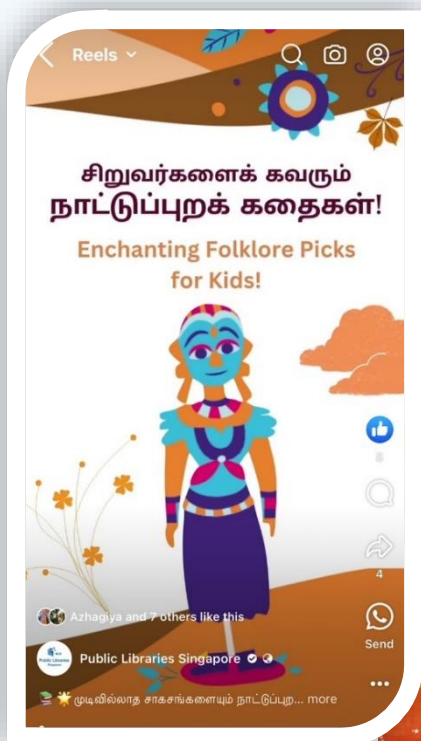 Reels
சிறுவர்களைக் கவரும்
நாட்டுப்புறக் கதைகள்!
Enchanting Folklore Picks
for Kids!
4
Azhagiya and 7 others like this
Send
Public Libraries Singapore
முடிவில்லாத சாகசங்களையும் நாட்டுப்புற... more